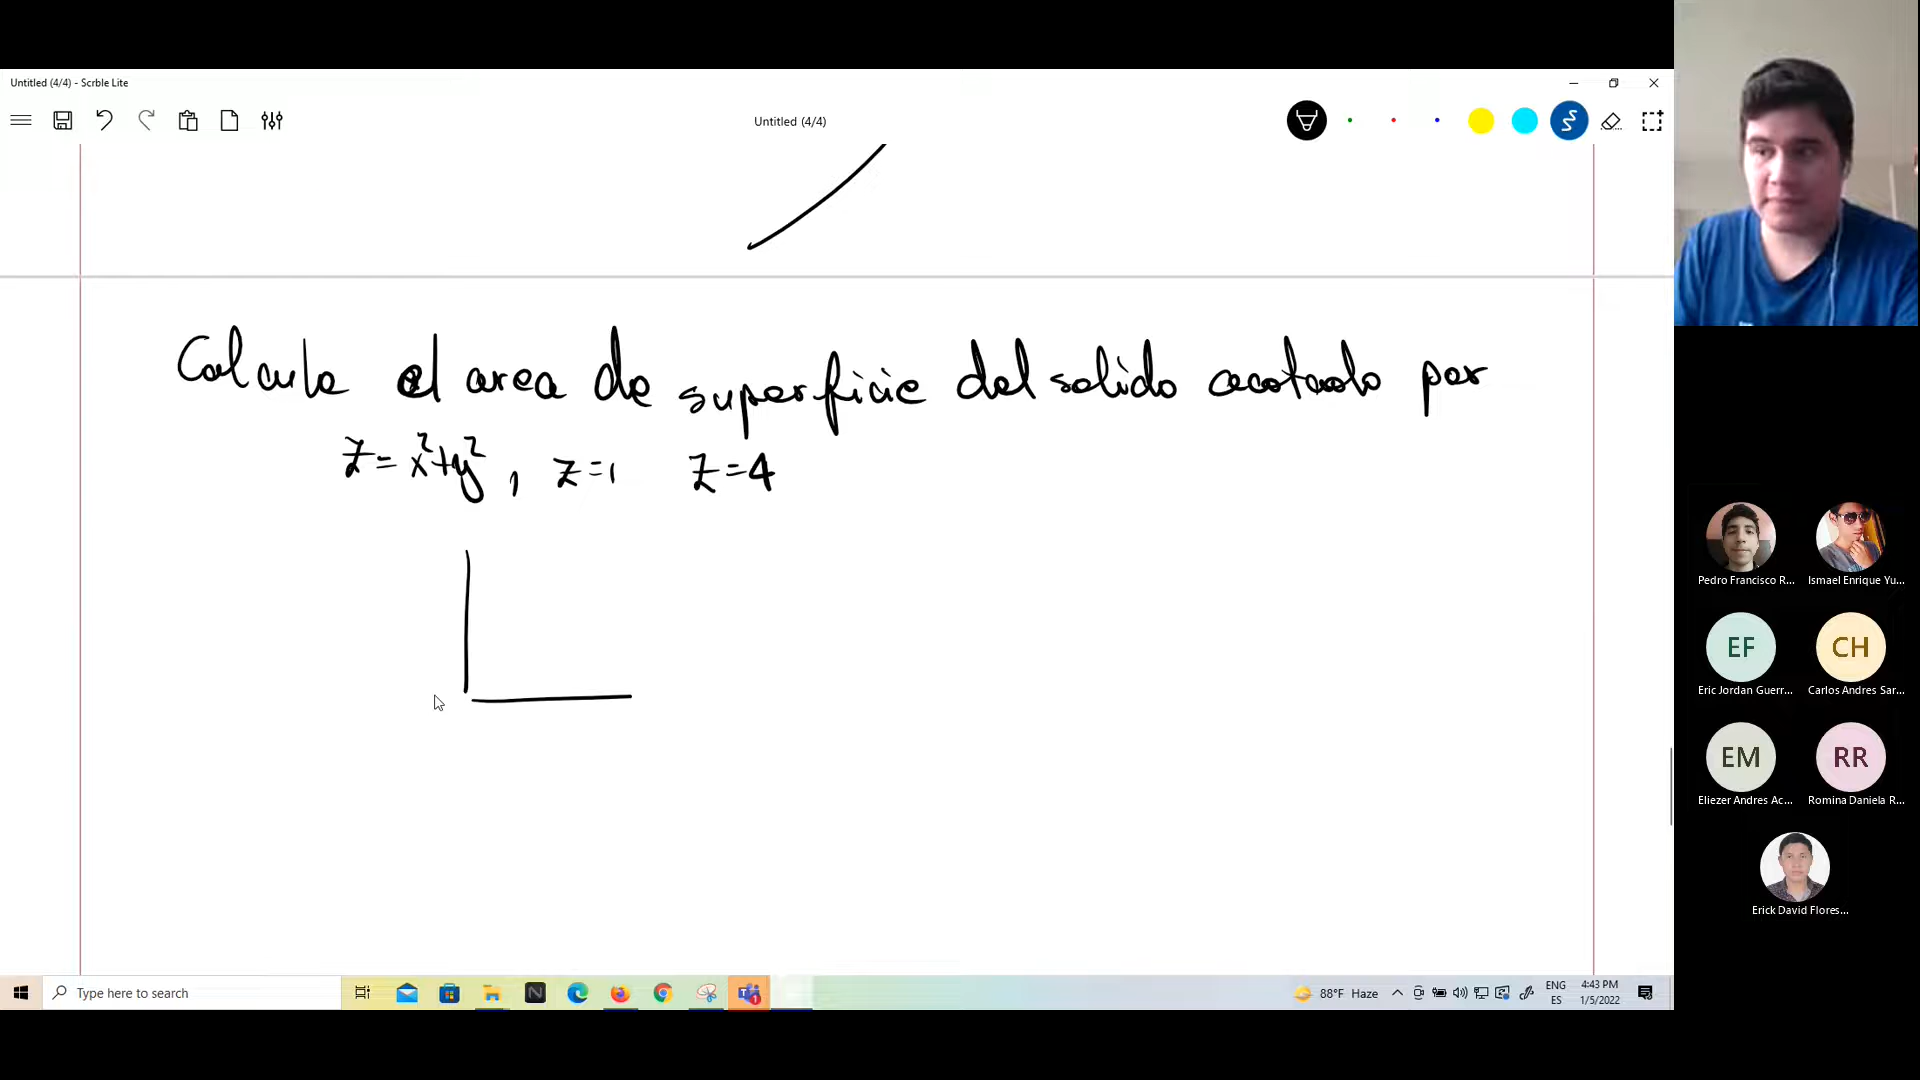 Untitled (4/4) - Scrble Lite
Untitled (4/4)
Calcula el area de superficie del solido acotado por
z = x² + y² , z = 1 z = 4
Pedro Francisco R...
Ismael Enrique Yu...
EF
CH
Eric Jordan Guerr...
Carlos Andres Sar...
EM
RR
Eliezer Andres Ac...
Romina Daniela R...
Erick David Flores...
Type here to search
88°F Haze
ENG
ES
4:43 PM
1/5/2022